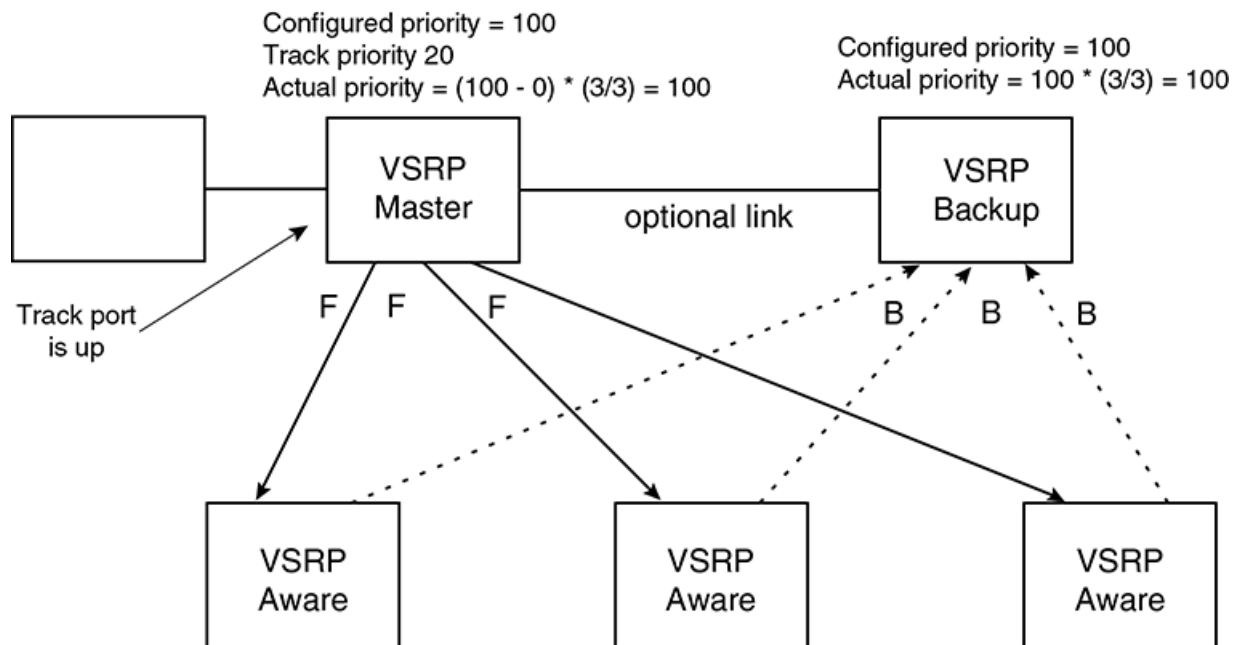 Configured priority = 100
Track priority 20
Actual priority = (100 - 0) * (3/3) = 100
Configured priority = 100
Actual priority = 100 * (3/3) = 100
VSRP
Master
optional link
VSRP
Backup
Track port
is up
F
F
F
B
B
B
VSRP
Aware
VSRP
Aware
VSRP
Aware